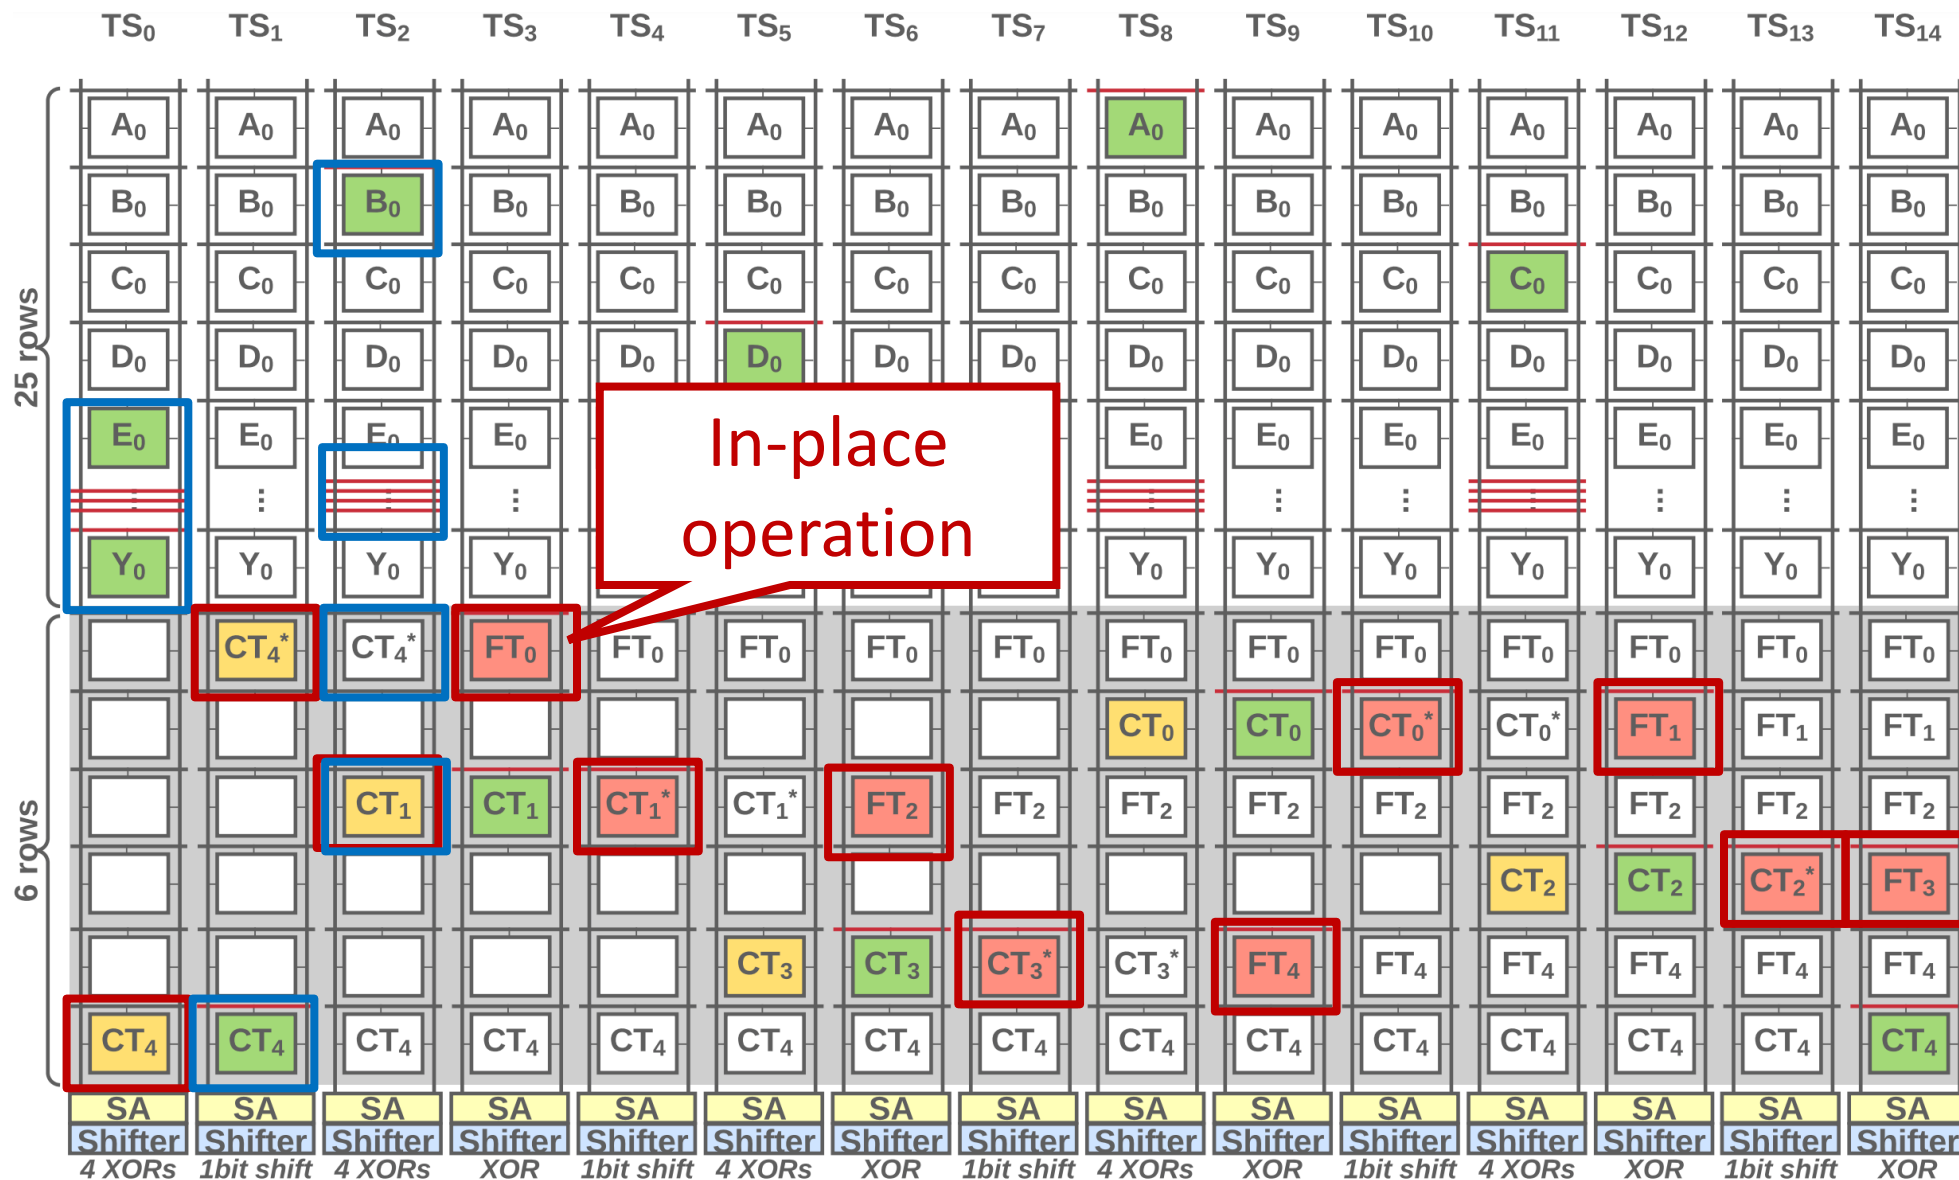 TS₀ TS₁ TS₂ TS₃ TS₄ TS₅ TS₆ TS₇ TS₈ TS₉ TS₁₀ TS₁₁ TS₁₂ TS₁₃ TS₁₄
A₀ A₀ A₀ A₀ A₀ A₀ A₀ A₀ A₀ A₀ A₀ A₀ A₀ A₀ A₀
B₀ B₀ B₀ B₀ B₀ B₀ B₀ B₀ B₀ B₀ B₀ B₀ B₀ B₀ B₀
C₀ C₀ C₀ C₀ C₀ C₀ C₀ C₀ C₀ C₀ C₀ C₀ C₀ C₀ C₀
25 rows
D₀ D₀ D₀ D₀ D₀ D₀ D₀ D₀ D₀ D₀ D₀ D₀ D₀ D₀ D₀
E₀ E₀ E₀ E₀ E₀ E₀ E₀ E₀ E₀ E₀ E₀
In-place
operation
Y₀ Y₀ Y₀ Y₀ Y₀ Y₀ Y₀ Y₀ Y₀ Y₀ Y₀
CT₄* CT₄* FT₀ FT₀ FT₀ FT₀ FT₀ FT₀ FT₀ FT₀ FT₀ FT₀ FT₀ FT₀
CT₀ CT₀ CT₀* CT₀* FT₁ FT₁ FT₁
6 rows
CT₁ CT₁ CT₁* CT₁* FT₂ FT₂ FT₂ FT₂ FT₂ FT₂ FT₂ FT₂ FT₂
CT₂ CT₂ CT₂* FT₃
CT₃ CT₃ CT₃* CT₃* FT₄ FT₄ FT₄ FT₄ FT₄ FT₄
CT₄ CT₄ CT₄ CT₄ CT₄ CT₄ CT₄ CT₄ CT₄ CT₄ CT₄ CT₄ CT₄ CT₄ CT₄
SA SA SA SA SA SA SA SA SA SA SA SA SA SA SA
Shifter Shifter Shifter Shifter Shifter Shifter Shifter Shifter Shifter Shifter Shifter Shifter Shifter Shifter Shifter
4 XORs 1bit shift 4 XORs XOR 1bit shift 4 XORs XOR 1bit shift 4 XORs XOR 1bit shift 4 XORs XOR 1bit shift XOR